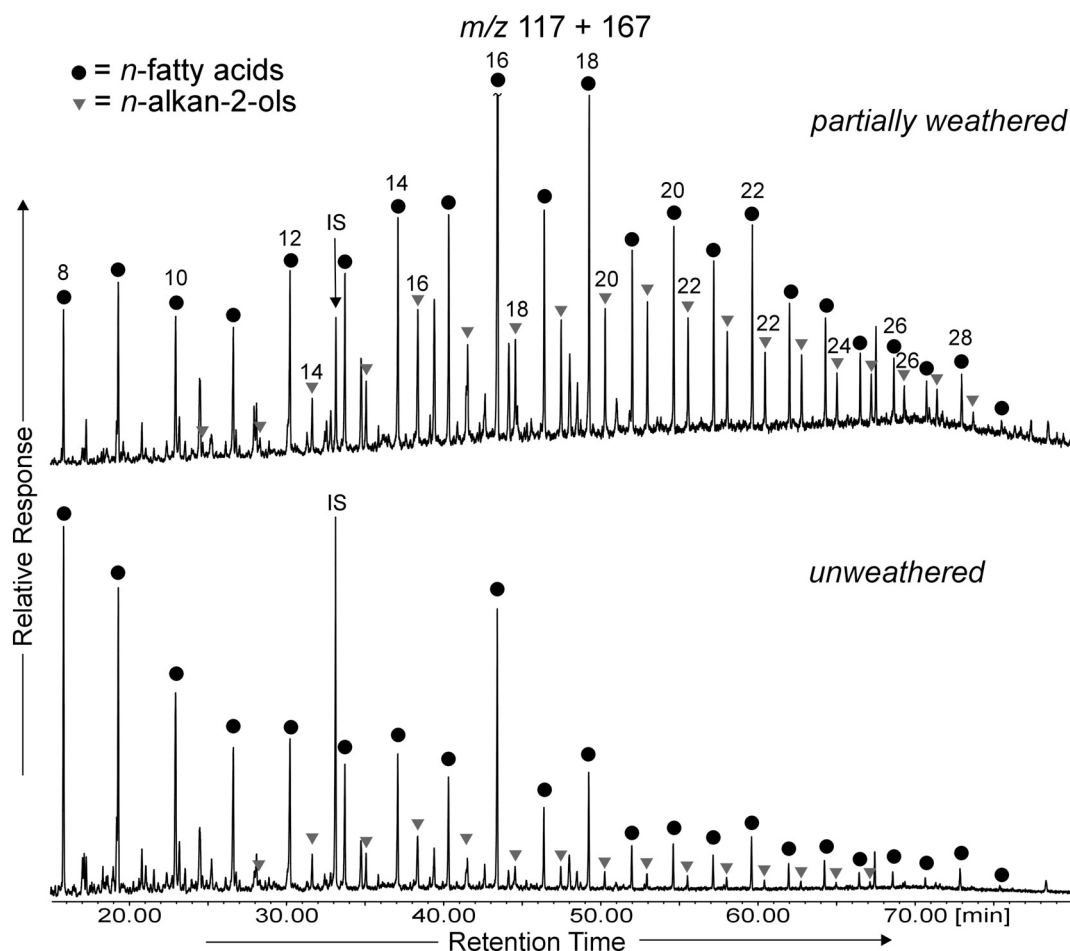 m/z 117 + 167
● = n-fatty acids
▼ = n-alkan-2-ols
partially weathered
16
18
14
20
22
12
IS
8
10
16
20
22
18
22
14
24
26
26
28
Relative Response
IS
unweathered
20.00 30.00 40.00 50.00 60.00 70.00 [min]
Retention Time